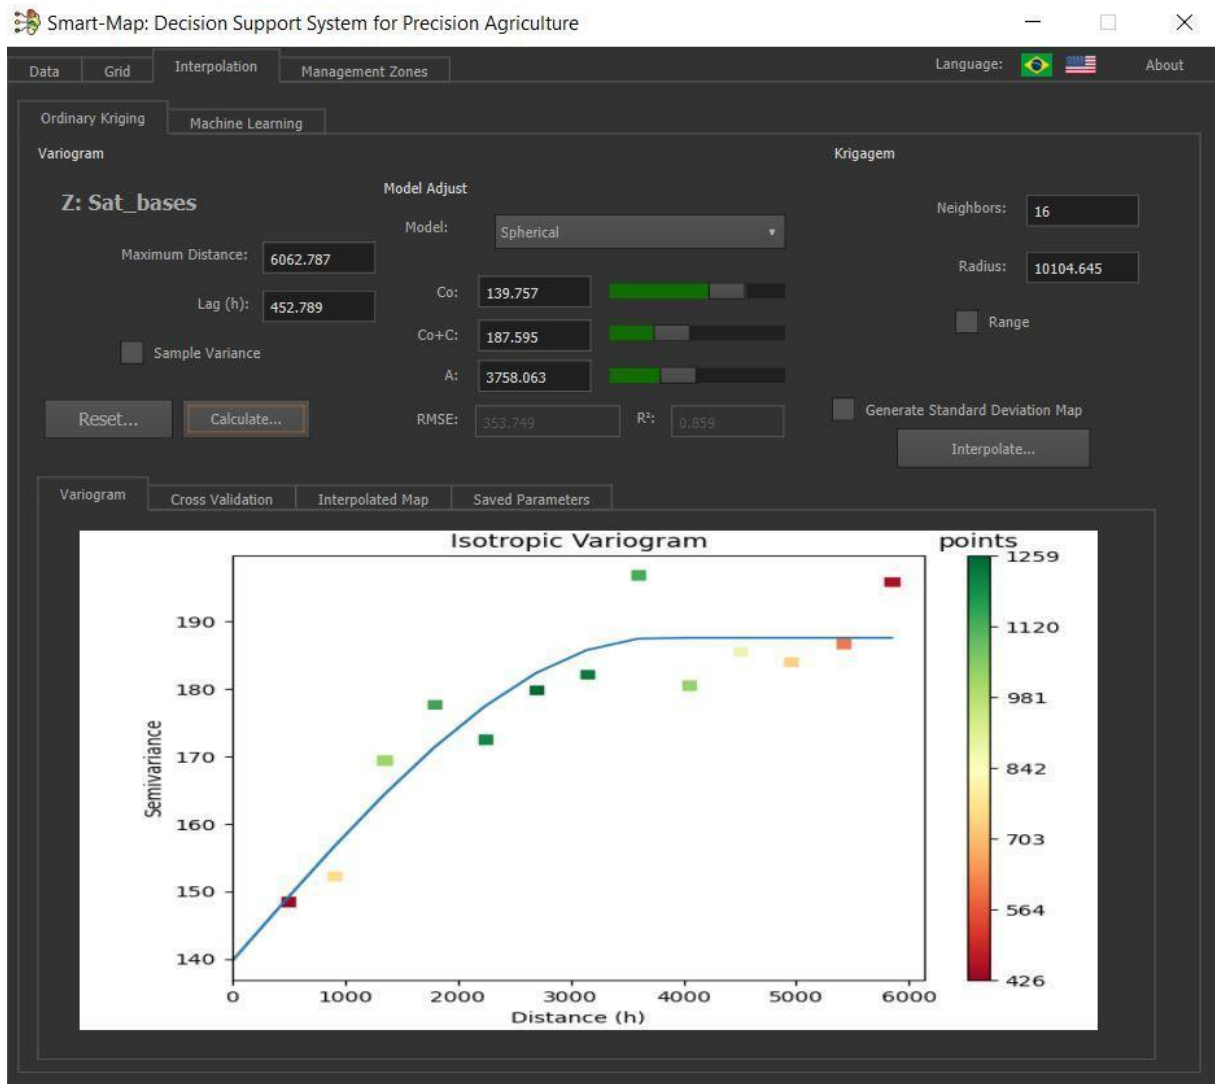 Smart-Map: Decision Support System for Precision Agriculture
Data Grid Interpolation Management Zones Language: About
Ordinary Kriging Machine Learning
Variogram Krigagem
Z: Sat_bases
Model Adjust
Model: Spherical
Neighbors: 16
Maximum Distance: 6062.787
Radius: 10104.645
Lag (h): 452.789
Co: 139.757
Range
Co+C: 187.595
Sample Variance
A: 3758.063
Reset... Calculate...
RMSE: 353.749 R²: 0.859
Generate Standard Deviation Map
Interpolate...
Variogram Cross Validation Interpolated Map Saved Parameters
Isotropic Variogram
points
Semivariance
190
180
170
160
150
140
0 1000 2000 3000 4000 5000 6000
Distance (h)
1259
1120
981
842
703
564
426